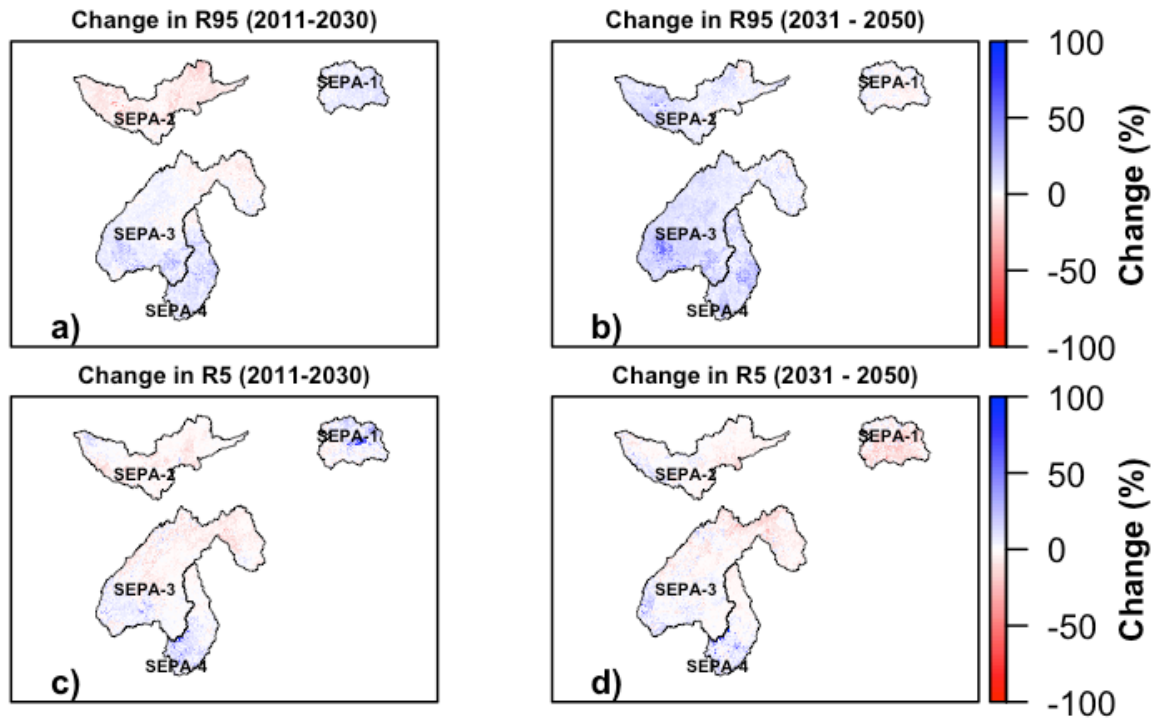 Change in R95 (2011-2030)
Change in R95 (2031 - 2050)
SEPA-1
SEPA-2
SEPA-3
SEPA-4
a)
SEPA-1
SEPA-2
SEPA-3
SEPA-4
b)
100
50
0
-50
-100
Change (%)
Change in R5 (2011-2030)
Change in R5 (2031 - 2050)
SEPA-1
SEPA-2
SEPA-3
SEPA-4
c)
SEPA-1
SEPA-2
SEPA-3
SEPA-4
d)
100
50
0
-50
-100
Change (%)